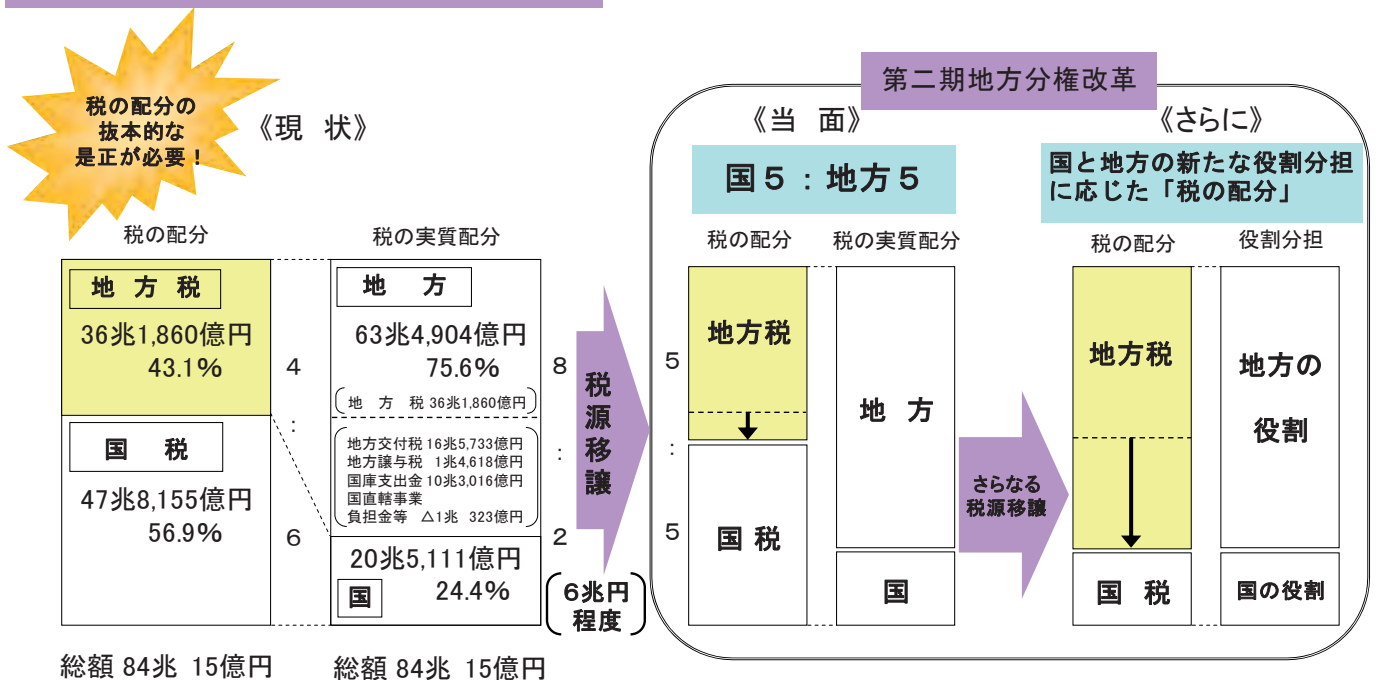 税の配分の
抜本的な
是正が必要！
《現 状》
税の配分
税の実質配分
地 方 税
36兆1,860億円
43.1%
国 税
47兆8,155億円
56.9%
4
:
6
地 方
63兆4,904億円
75.6%
地 方 税 36兆1,860億円
地方交付税 16兆5,733億円
地方譲与税 1兆4,618億円
国庫支出金 10兆3,016億円
国直轄事業
負担金等 △1兆 323億円
20兆5,111億円
国 24.4%
8
:
2
総額 84兆 15億円
総額 84兆 15億円
税源移譲
6兆円
程度
第二期地方分権改革
《当 面》
国５：地方５
税の配分
税の実質配分
5
:
5
地方税
国 税
地 方
国
さらなる
税源移譲
《さらに》
国と地方の新たな役割分担
に応じた「税の配分」
税の配分
役割分担
地方税
国 税
地方の
役割
国の役割